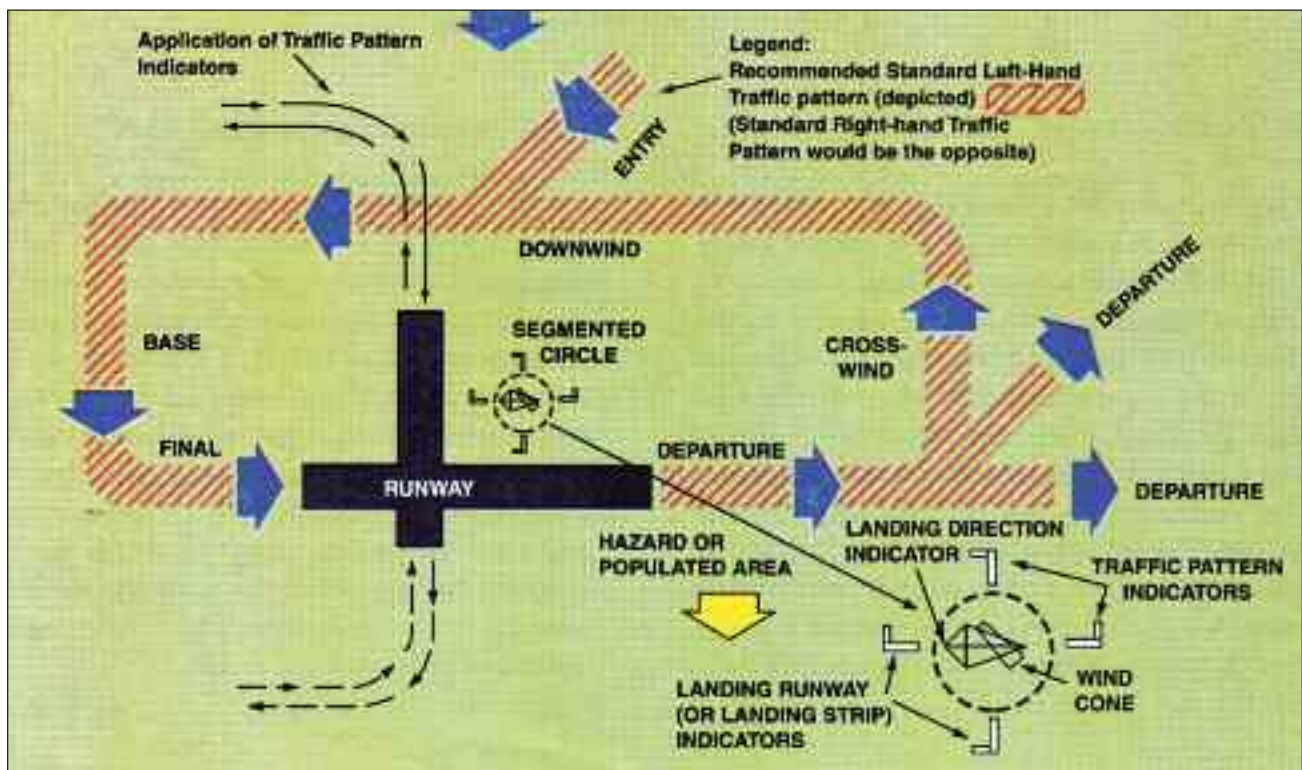 Application of Traffic Pattern
Indicators
Legend:
Recommended Standard Left-Hand
Traffic pattern (depicted)
(Standard Right-hand Traffic
Pattern would be the opposite)
ENTRY
DOWNWIND
DEPARTURE
BASE
SEGMENTED
CIRCLE
CROSS-
WIND
FINAL
DEPARTURE
RUNWAY
DEPARTURE
HAZARD OR
POPULATED AREA
LANDING DIRECTION
INDICATOR
TRAFFIC PATTERN
INDICATORS
LANDING RUNWAY
(OR LANDING STRIP)
INDICATORS
WIND
CONE